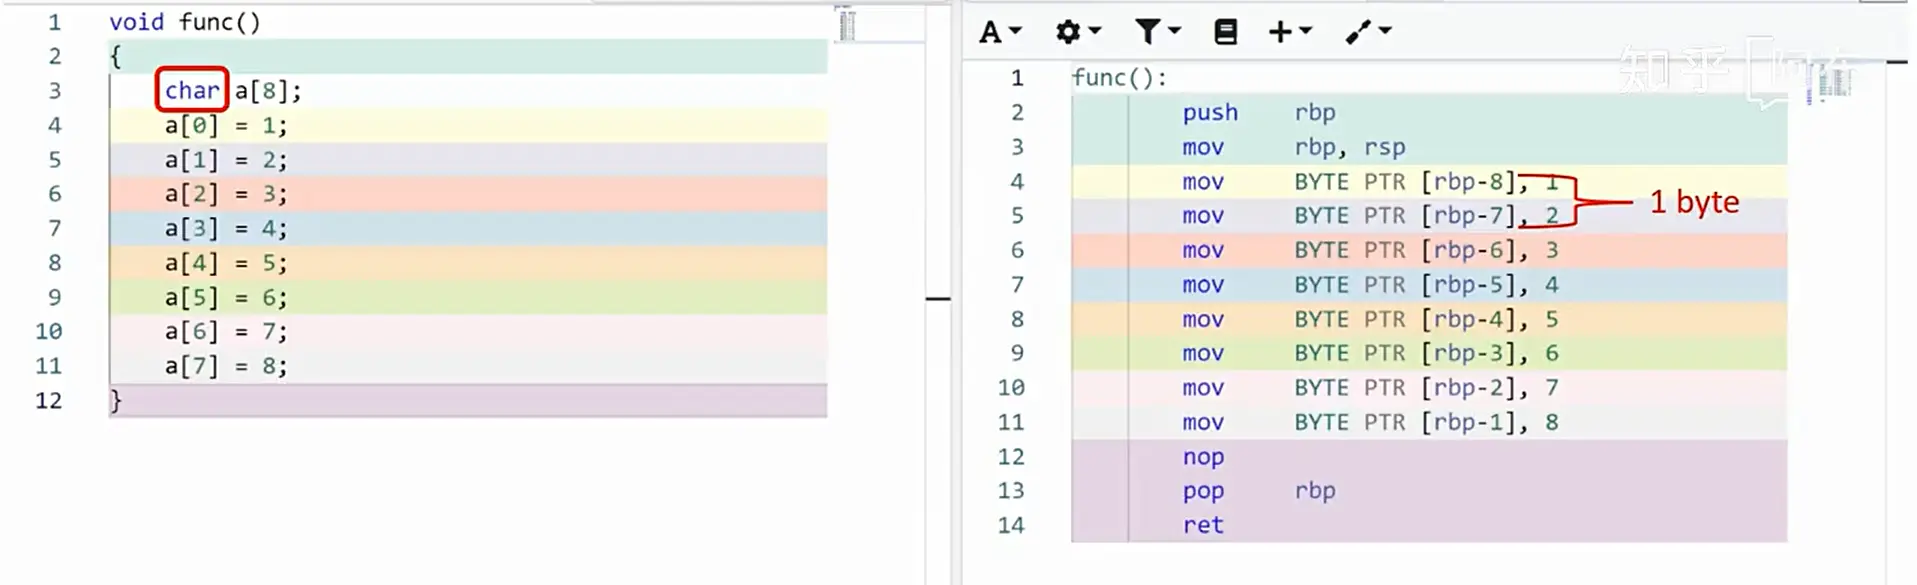 1 void func()
2 {
3 char a[8];
4 a[0] = 1;
5 a[1] = 2;
6 a[2] = 3;
7 a[3] = 4;
8 a[4] = 5;
9 a[5] = 6;
10 a[6] = 7;
11 a[7] = 8;
12 }
A
知乎
1 func():
2 push rbp
3 mov rbp, rsp
4 mov BYTE PTR [rbp-8], 1
5 mov BYTE PTR [rbp-7], 2
1 byte
6 mov BYTE PTR [rbp-6], 3
7 mov BYTE PTR [rbp-5], 4
8 mov BYTE PTR [rbp-4], 5
9 mov BYTE PTR [rbp-3], 6
10 mov BYTE PTR [rbp-2], 7
11 mov BYTE PTR [rbp-1], 8
12 nop
13 pop rbp
14 ret